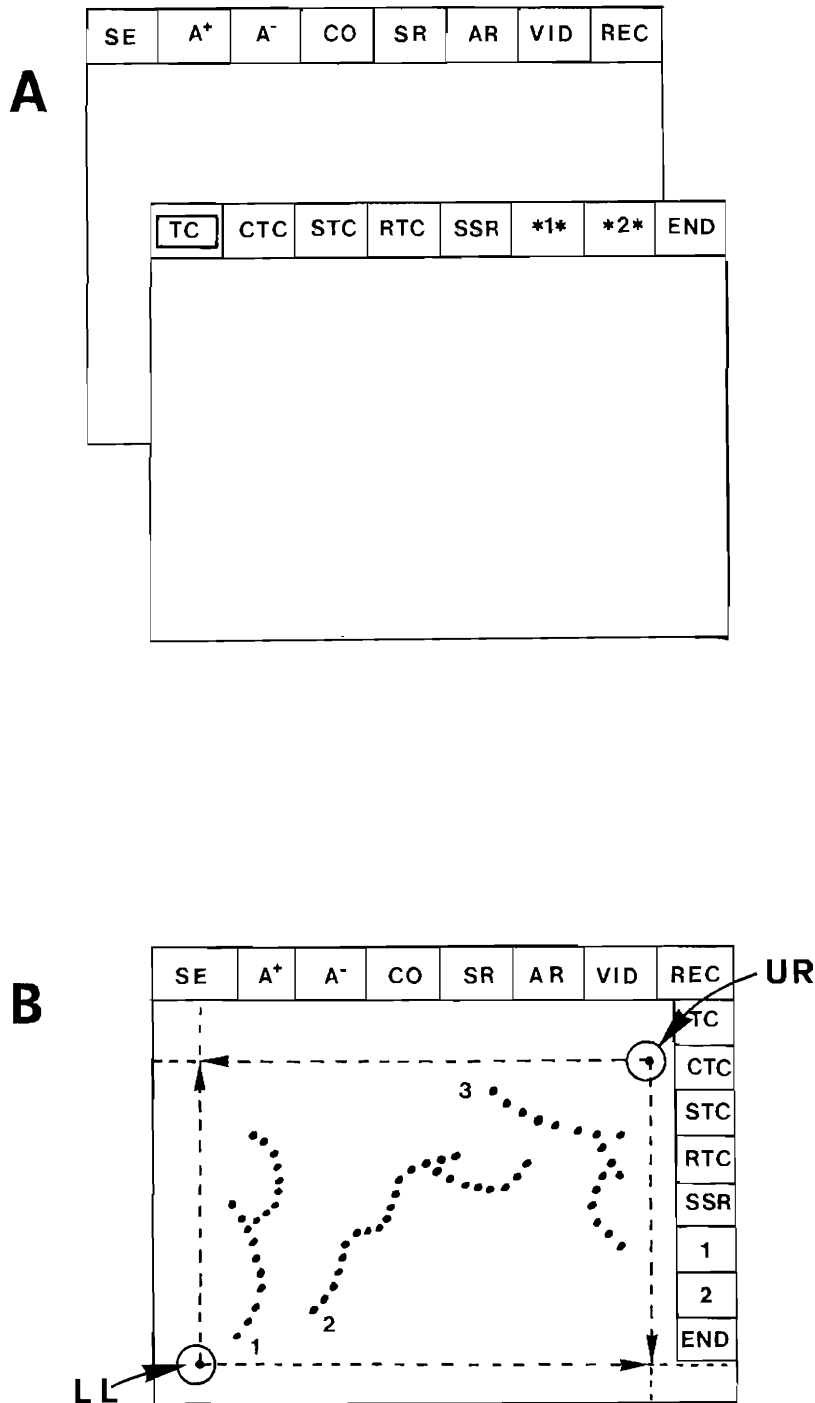 SE A⁺ A⁻ CO SR AR VID REC
A
TC CTC STC RTC SSR *1* *2* END
SE A⁺ A⁻ CO SR AR VID REC
UR
B
TC
CTC
3
STC
RTC
SSR
1
2
2
END
1
LL